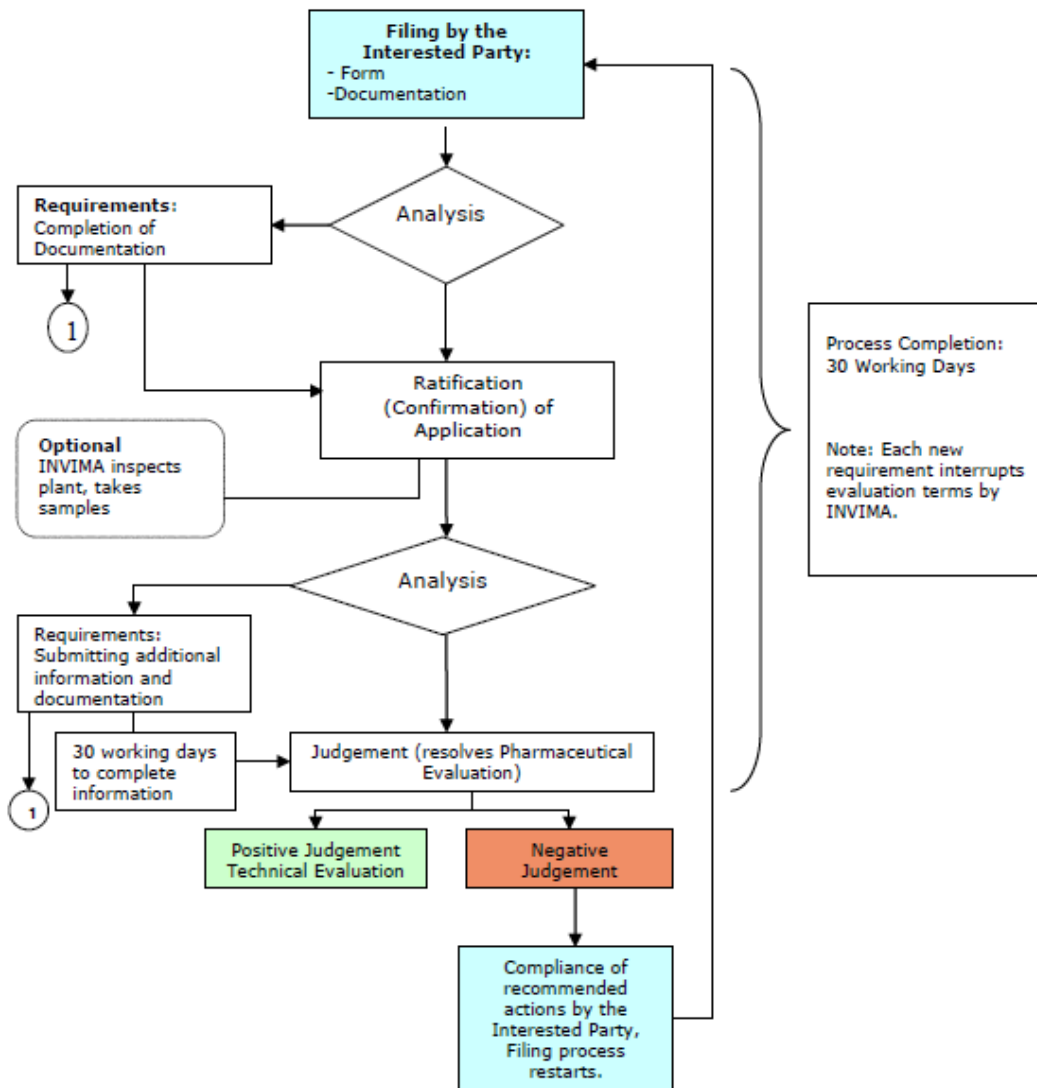 Filing by the
Interested Party:
- Form
-Documentation
Analysis
Requirements:
Completion of
Documentation
1
Ratification
(Confirmation) of
Application
Optional
INVIMA inspects
plant, takes
samples
Process Completion:
30 Working Days
Note: Each new
requirement interrupts
evaluation terms by
INVIMA.
Analysis
Requirements:
Submitting additional
information and
documentation
30 working days
to complete
information
1
Judgement (resolves Pharmaceutical
Evaluation)
Positive Judgement
Technical Evaluation
Negative
Judgement
Compliance of
recommended
actions by the
Interested Party,
Filing process
restarts.